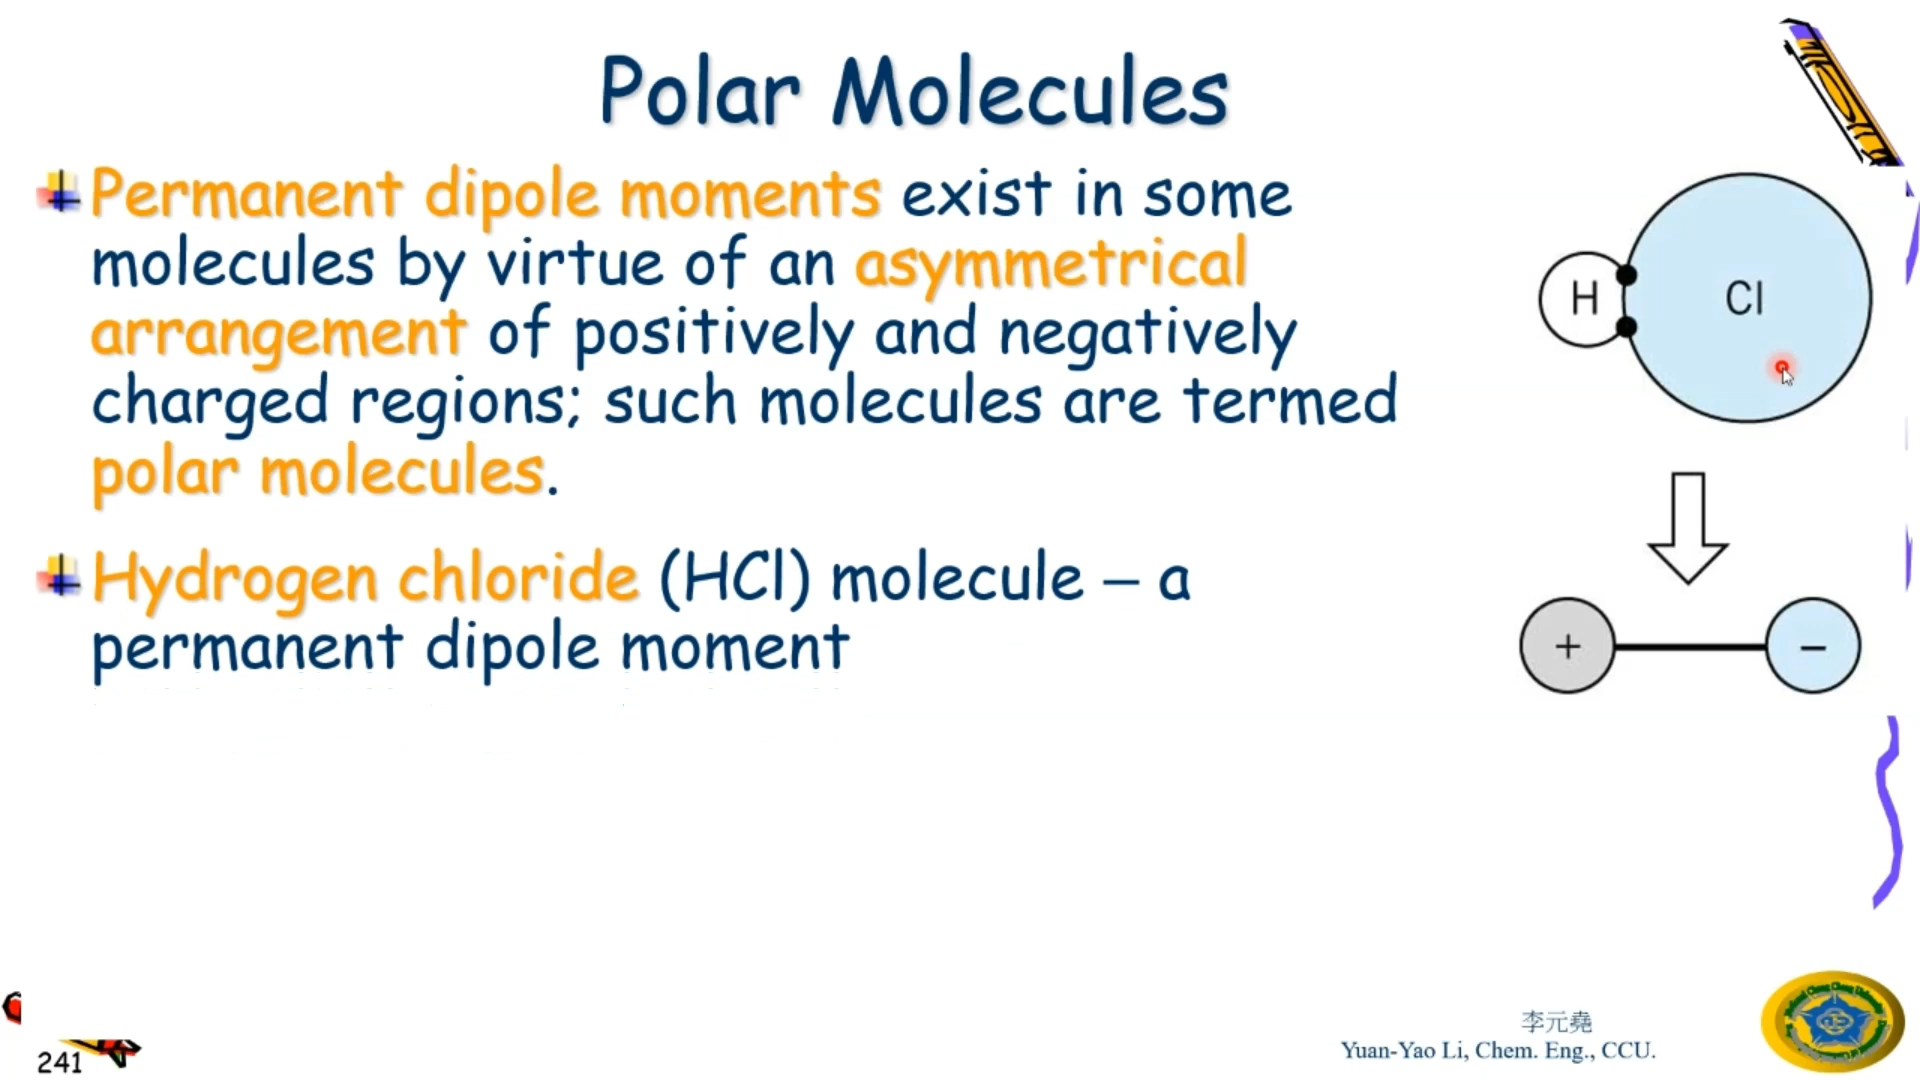 Polar Molecules
Permanent dipole moments exist in some
molecules by virtue of an asymmetrical
arrangement of positively and negatively
charged regions; such molecules are termed
polar molecules.
Hydrogen chloride (HCl) molecule – a
permanent dipole moment
H
Cl
+
−
李元堯
Yuan-Yao Li, Chem. Eng., CCU.
241